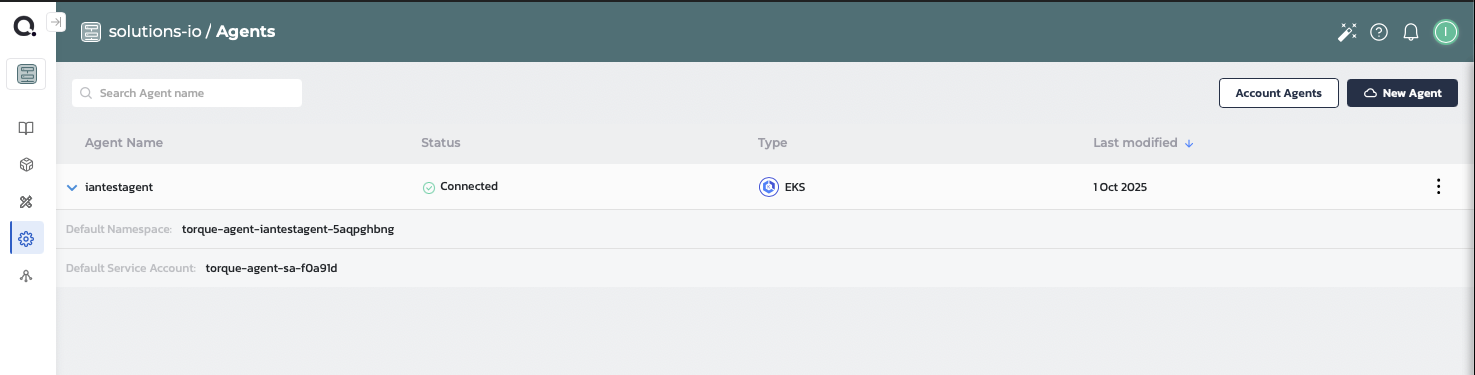 solutions-io / Agents
I
Search Agent name
Account Agents
New Agent
Agent Name Status Type Last modified
iantestagent Connected EKS 1 Oct 2025
Default Namespace: torque-agent-iantestagent-5aqpghbng
Default Service Account: torque-agent-sa-f0a91d